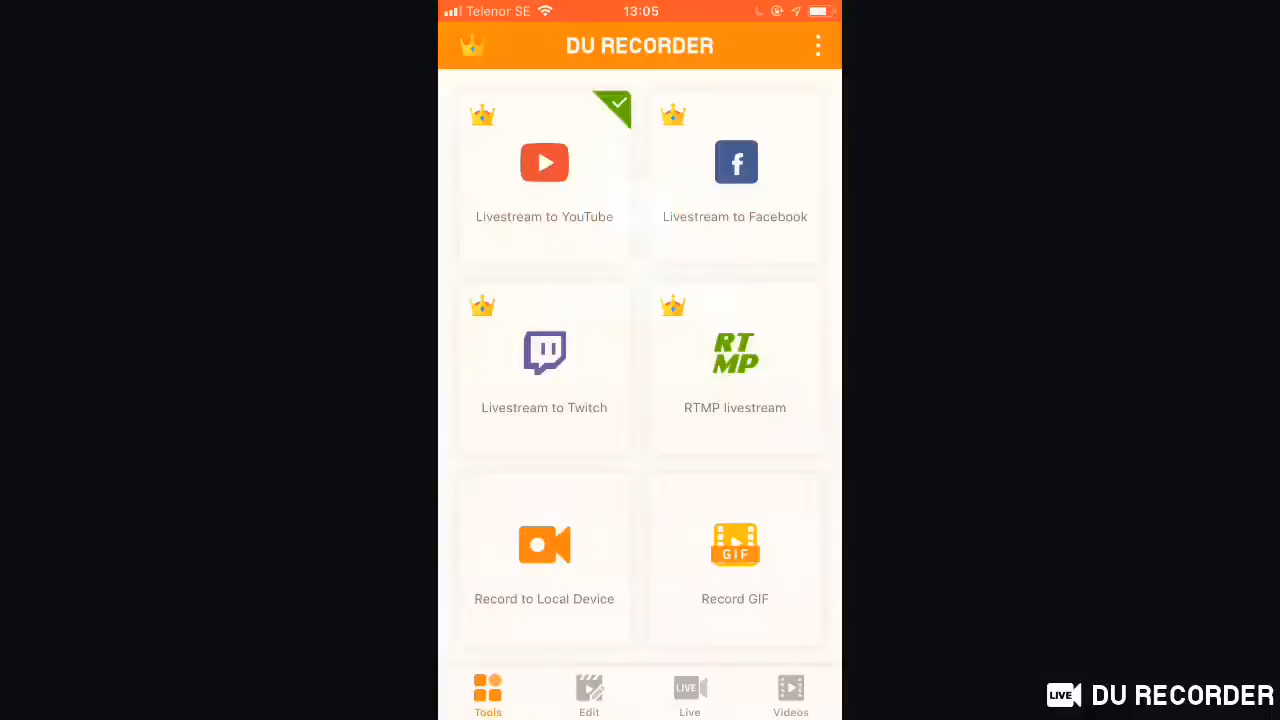 Telenor SE 13:05
DU RECORDER
Livestream to YouTube
Livestream to Facebook
RT
MP
Livestream to Twitch
RTMP livestream
GIF
Record to Local Device
Record GIF
LIVE
Tools
Edit
Live
Videos
LIVE DU RECORDER